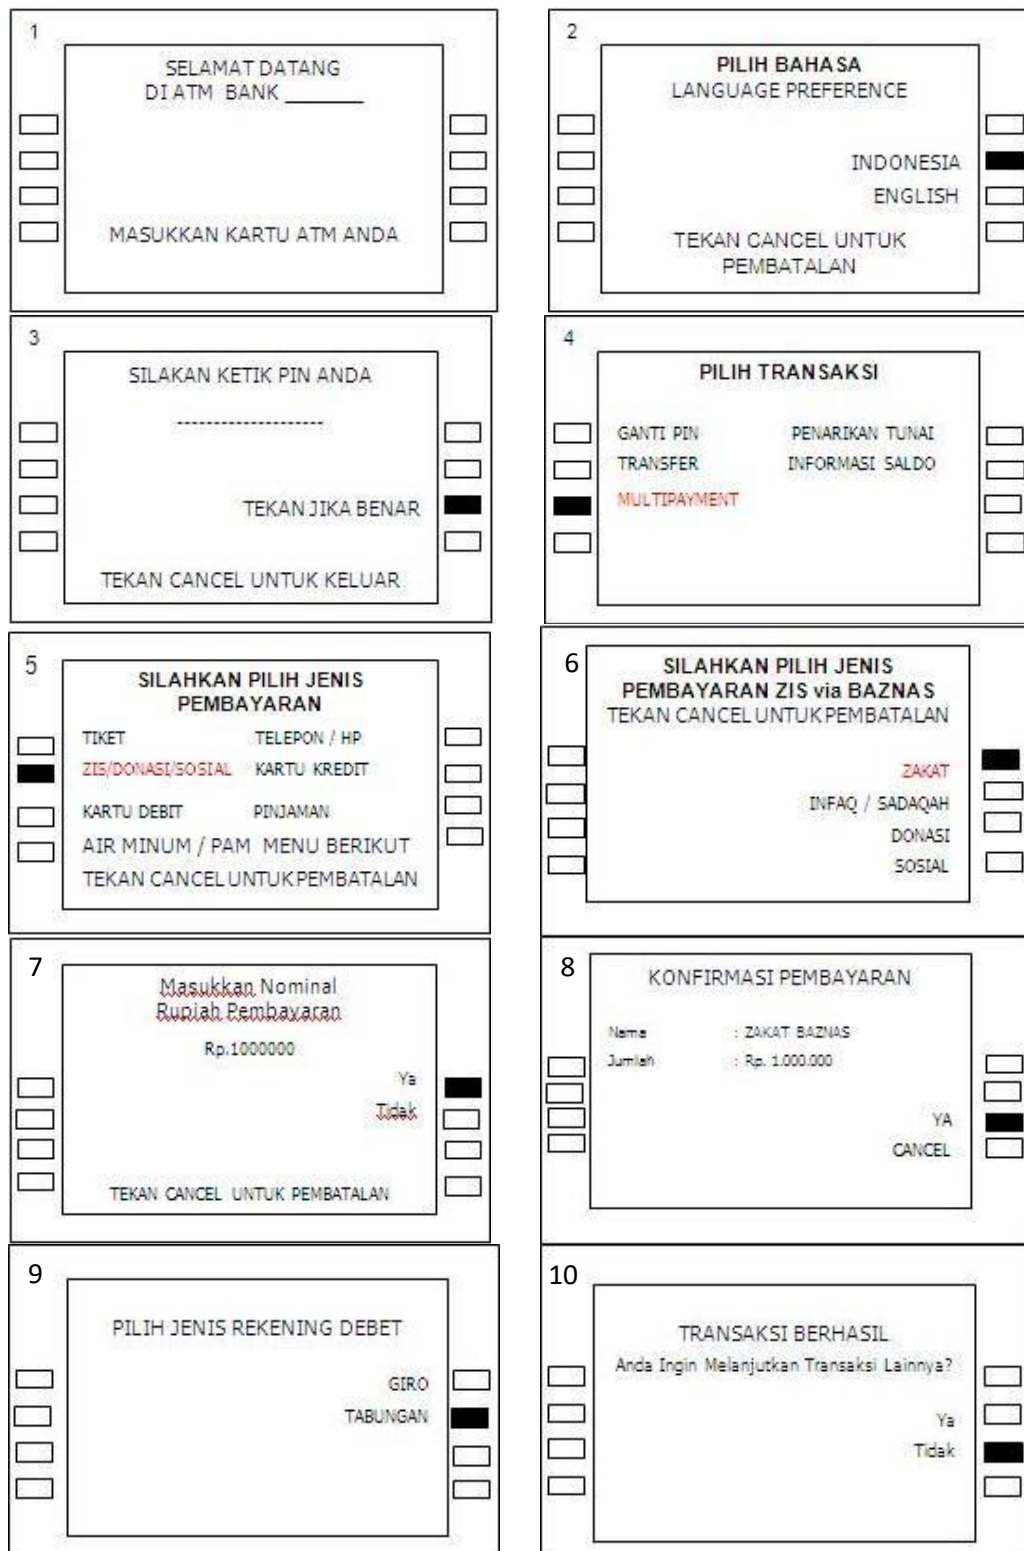 1
SELAMAT DATANG
DI ATM BANK _______
MASUKKAN KARTU ATM ANDA
2
PILIH BAHASA
LANGUAGE PREFERENCE
INDONESIA
ENGLISH
TEKAN CANCEL UNTUK
PEMBATALAN
3
SILAKAN KETIK PIN ANDA
--------------------
TEKAN JIKA BENAR
TEKAN CANCEL UNTUK KELUAR
4
PILIH TRANSAKSI
GANTI PIN PENARIKAN TUNAI
TRANSFER INFORMASI SALDO
MULTIPAYMENT
5
SILAHKAN PILIH JENIS
PEMBAYARAN
TIKET TELEPON / HP
ZIS/DONASI/SOSIAL KARTU KREDIT
KARTU DEBIT PINJAMAN
AIR MINUM / PAM MENU BERIKUT
TEKAN CANCEL UNTUK PEMBATALAN
6
SILAHKAN PILIH JENIS
PEMBAYARAN ZIS via BAZNAS
TEKAN CANCEL UNTUK PEMBATALAN
ZAKAT
INFAQ / SADAQAH
DONASI
SOSIAL
7
Masukkan Nominal
Rupiah Pembayaran
Rp.1000000
Ya
Tidak
TEKAN CANCEL UNTUK PEMBATALAN
8
KONFIRMASI PEMBAYARAN
Nama : ZAKAT BAZNAS
Jumlah : Rp. 1.000.000
YA
CANCEL
9
PILIH JENIS REKENING DEBET
GIRO
TABUNGAN
10
TRANSAKSI BERHASIL
Anda Ingin Melanjutkan Transaksi Lainnya?
Ya
Tidak